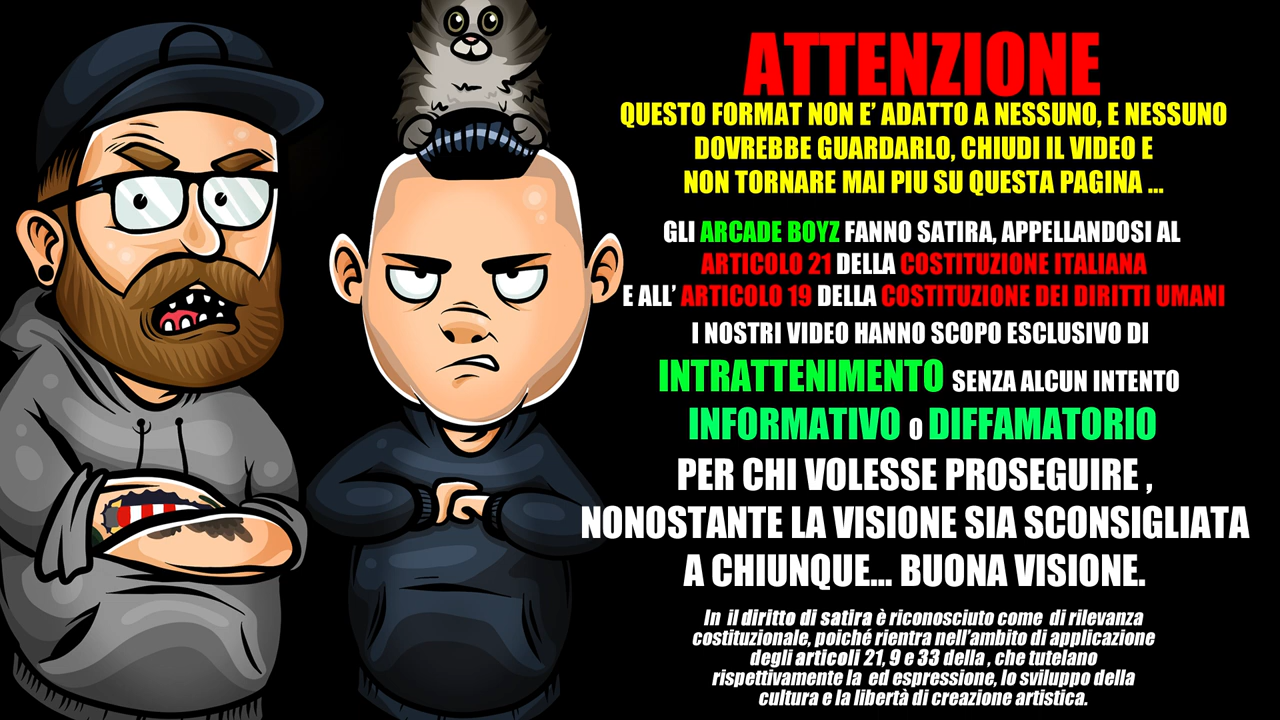 ATTENZIONE
QUESTO FORMAT NON E' ADATTO A NESSUNO, E NESSUNO
DOVREBBE GUARDARLO, CHIUDI IL VIDEO E
NON TORNARE MAI PIU SU QUESTA PAGINA ...
GLI ARCADE BOYZ FANNO SATIRA, APPELLANDOSI AL
ARTICOLO 21 DELLA COSTITUZIONE ITALIANA
E ALL' ARTICOLO 19 DELLA COSTITUZIONE DEI DIRITTI UMANI
I NOSTRI VIDEO HANNO SCOPO ESCLUSIVO DI
INTRATTENIMENTO SENZA ALCUN INTENTO
INFORMATIVO O DIFFAMATORIO
PER CHI VOLESSE PROSEGUIRE ,
NONOSTANTE LA VISIONE SIA SCONSIGLIATA
A CHIUNQUE... BUONA VISIONE.
In il diritto di satira è riconosciuto come di rilevanza
costituzionale, poiché rientra nell'ambito di applicazione
degli articoli 21, 9 e 33 della , che tutelano
rispettivamente la ed espressione, lo sviluppo della
cultura e la libertà di creazione artistica.